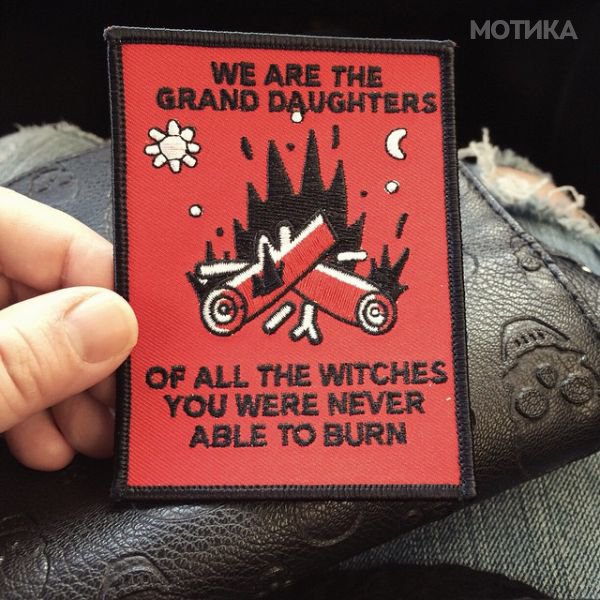 МОТИКА
WE ARE THE
GRAND DAUGHTERS
OF ALL THE WITCHES
YOU WERE NEVER
ABLE TO BURN